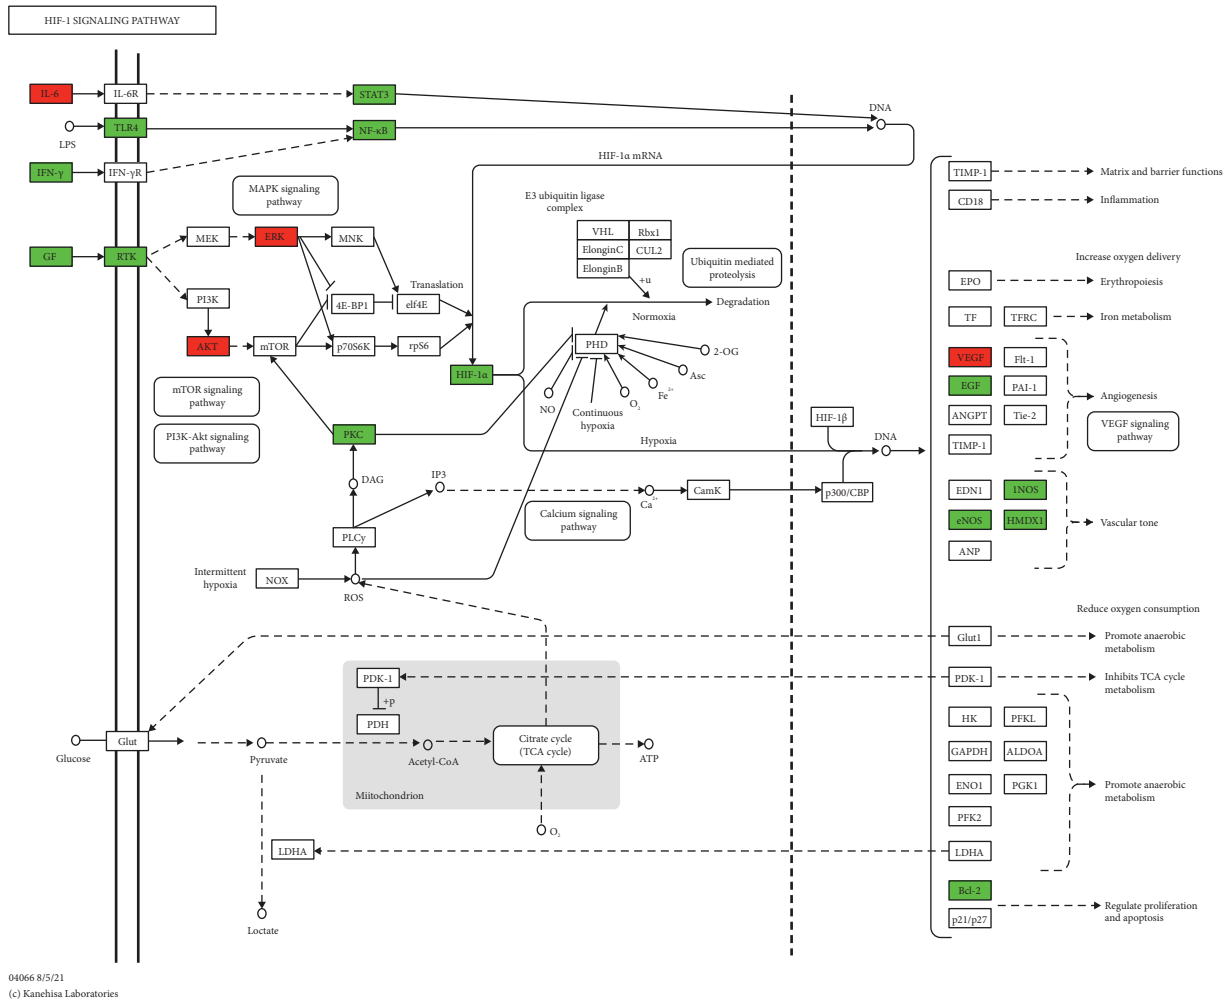 HIF-1 SIGNALING PATHWAY
IL-6
IL-6R
STAT3
DNA
LPS
TLR4
NF-κB
HIF-1α mRNA
IFN-γ
IFN-γR
MAPK signaling
pathway
E3 ubiquitin ligase
complex
VHL
Rbx1
ElonginC
CUL2
ElonginB
+u
Ubiquitin mediated
proteolysis
GF
RTK
MEK
ERK
MNK
PI3K
4E-BP1
Translation
elf4E
Degradation
Normoxia
AKT
mTOR
p70S6K
rpS6
HIF-1α
PHD
2-OG
Asc
Fe2+
O2
NO
Continuous
hypoxia
mTOR signaling
pathway
PI3K-Akt signaling
pathway
PKC
Hypoxia
HIF-1β
DNA
DAG
IP3
Ca2+
CamK
p300/CBP
Calcium signaling
pathway
PLCγ
Intermittent
hypoxia
NOX
ROS
TIMP-1
Matrix and barrier functions
CD18
Inflammation
Increase oxygen delivery
EPO
Erythropoiesis
TF
TFRC
Iron metabolism
VEGF
Flt-1
EGF
PAI-1
Angiogenesis
ANGPT
Tie-2
VEGF signaling
pathway
TIMP-1
EDN1
1NOS
eNOS
HMDX1
Vascular tone
ANP
Reduce oxygen consumption
Glut1
Promote anaerobic
metabolism
PDK-1
Inhibits TCA cycle
metabolism
HK
PFKL
GAPDH
ALDOA
ENO1
PGK1
Promote anaerobic
metabolism
PFK2
LDHA
Bcl-2
p21/p27
Regulate proliferation
and apoptosis
PDK-1
+p
PDH
Glucose
Glut
Pyruvate
Acetyl-CoA
Citrate cycle
(TCA cycle)
ATP
Miitochondrion
O2
LDHA
Loctate
04066 8/5/21
(c) Kanehisa Laboratories